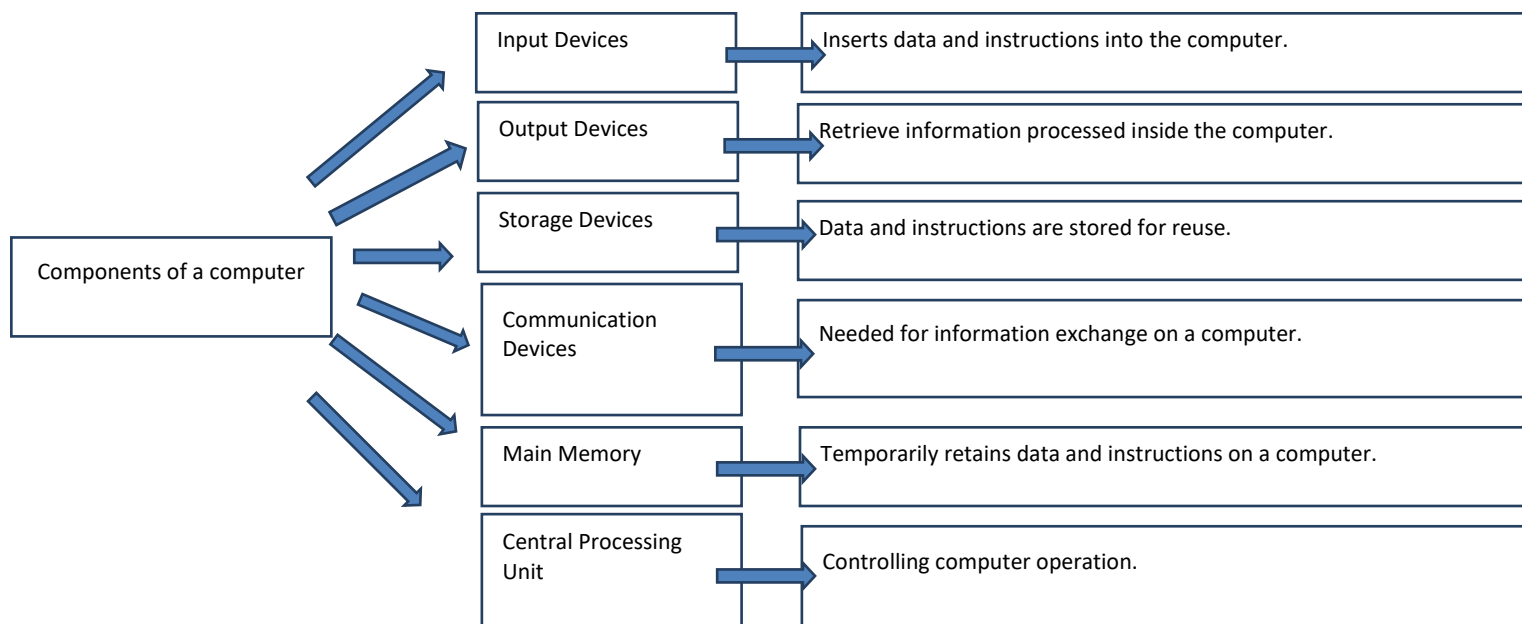 Components of a computer
Input Devices
Inserts data and instructions into the computer.
Output Devices
Retrieve information processed inside the computer.
Storage Devices
Data and instructions are stored for reuse.
Communication
Devices
Needed for information exchange on a computer.
Main Memory
Temporarily retains data and instructions on a computer.
Central Processing
Unit
Controlling computer operation.